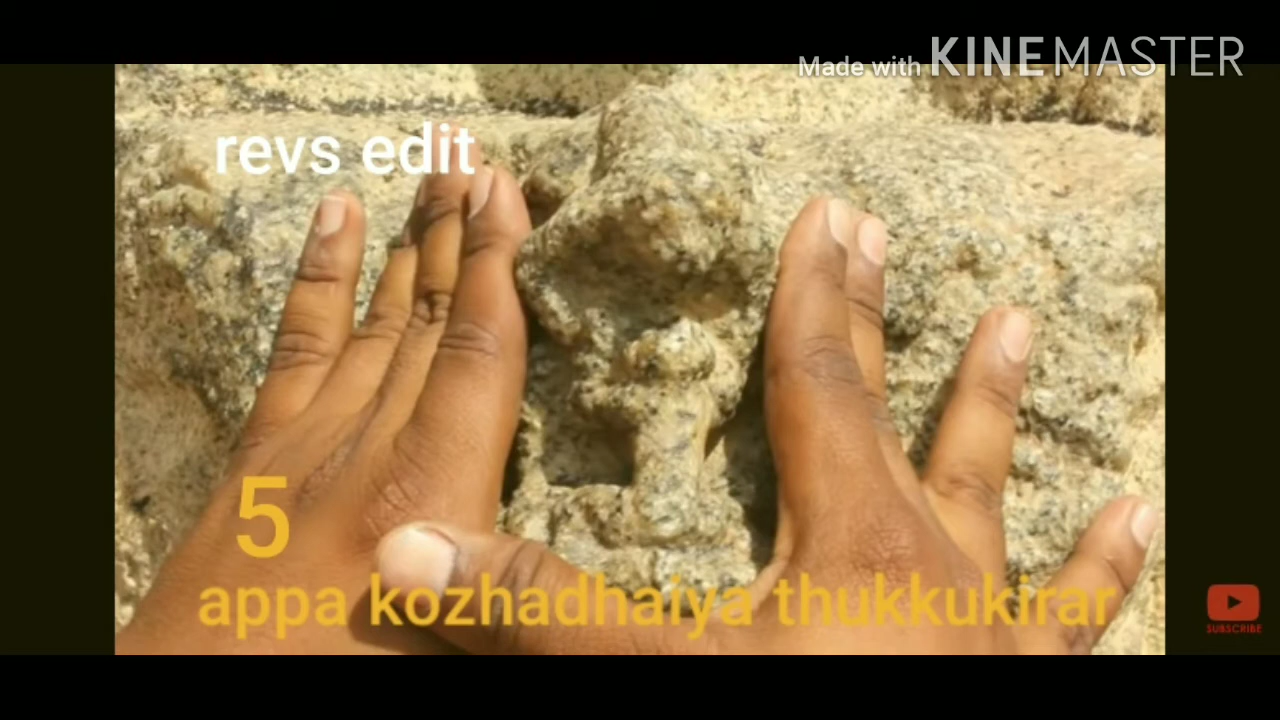 Made with KINEMASTER
revs edit
5
appa kozhadhaiya thukkukirar
SUBSCRIBE